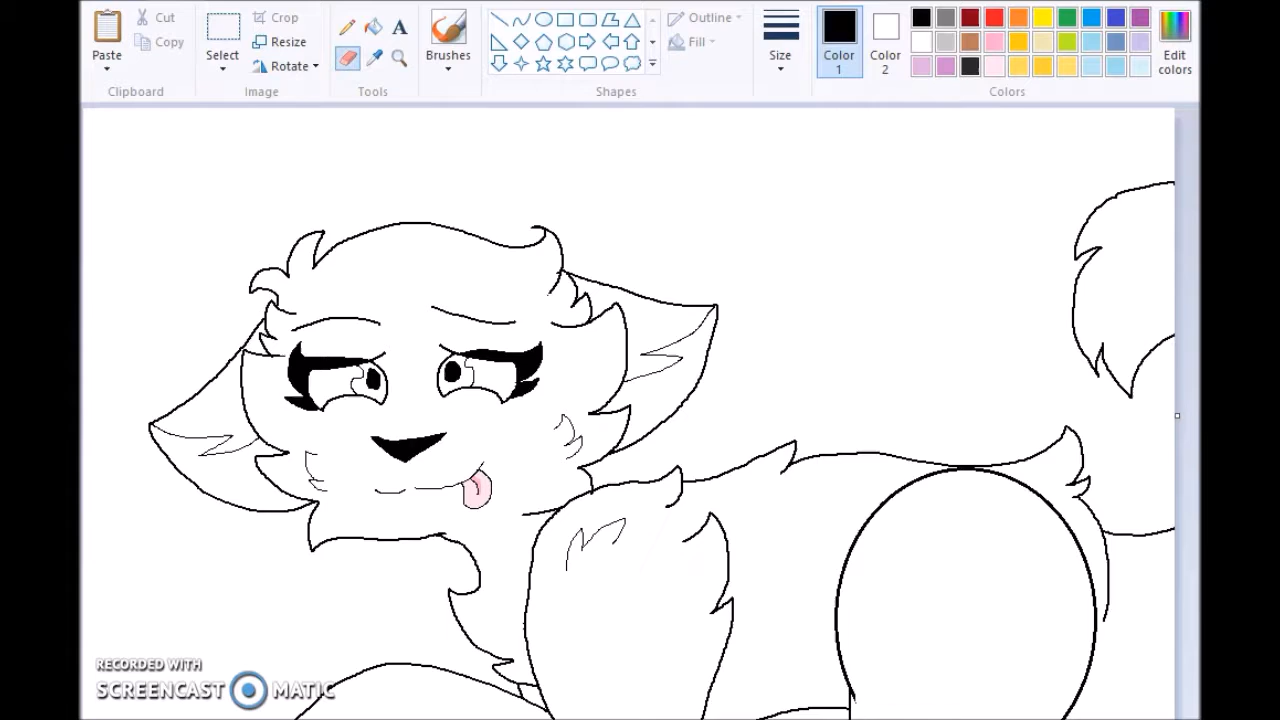 Paste
Cut
Copy
Clipboard
Select
Crop
Resize
Rotate
Image
A
Tools
Brushes
Outline
Fill
Shapes
Size
Color 1
Color 2
Edit colors
Colors
RECORDED WITH
SCREENCAST MATIC